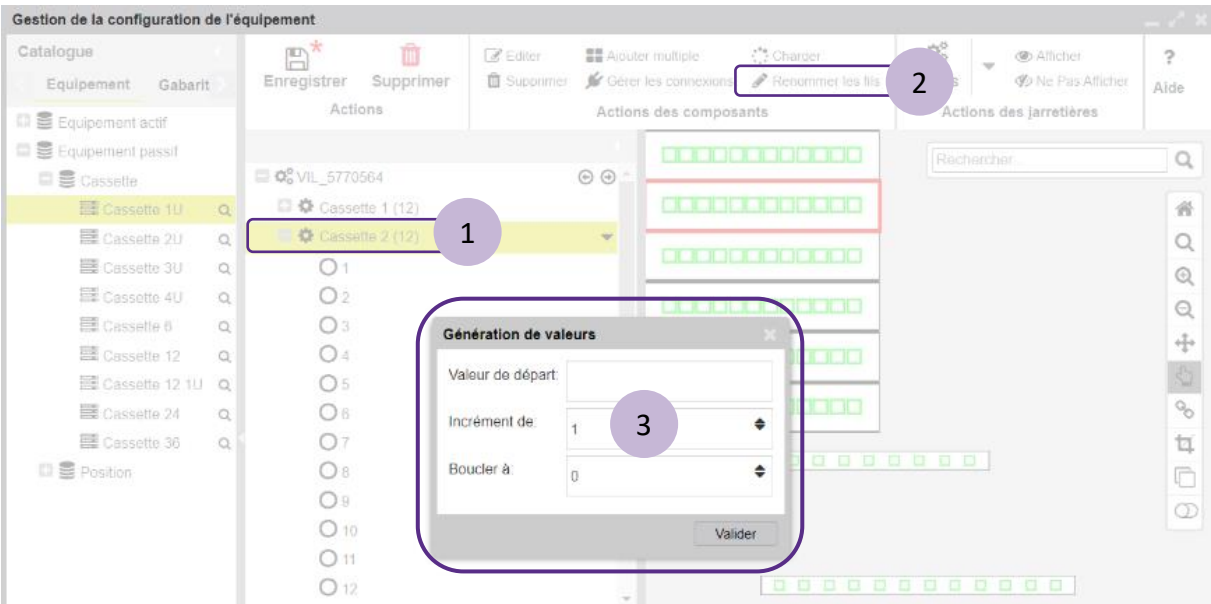 Gestion de la configuration de l'équipement
Catalogue
Equipement Gabarit
Equipement actif
Equipement passif
Cassette
Cassette 1U
Cassette 2U
Cassette 3U
Cassette 4U
Cassette 6
Cassette 12
Cassette 12 1U
Cassette 24
Cassette 36
Position
Enregistrer Supprimer
Actions
Editer Ajouter multiple Charger
Supprimer Gérer les connexions Renommer les fils
Actions des composants
2
Afficher
Ne Pas Afficher
Actions des jarretières
?
Aide
VIL_5770564
Cassette 1 (12)
Cassette 2 (12)
1
1
2
3
4
5
6
7
8
9
10
11
12
Rechercher...
Génération de valeurs
Valeur de départ:
Incrément de: 1
3
Boucler à: 0
Valider